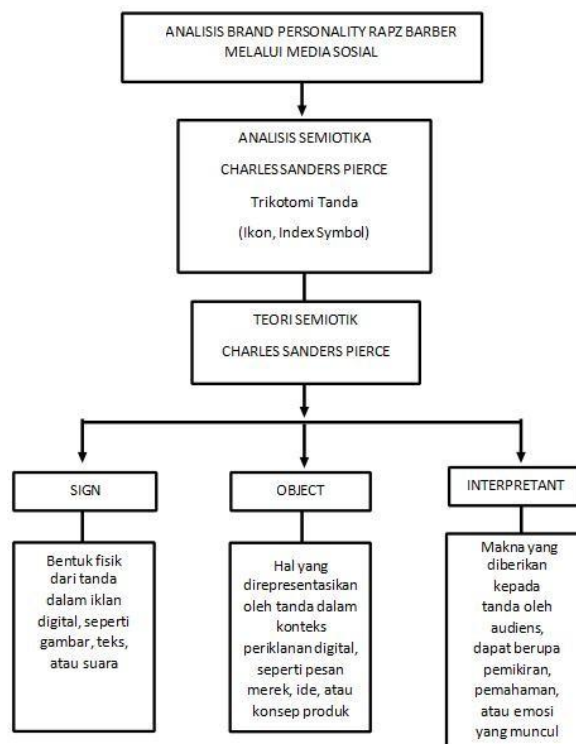 ANALISIS BRAND PERSONALITY RAPZ BARBER
MELALUI MEDIA SOSIAL
ANALISIS SEMIOTIKA
CHARLES SANDERS PIERCE
Trikotomi Tanda
(Ikon, Index Symbol)
TEORI SEMIOTIK
CHARLES SANDERS PIERCE
SIGN
Bentuk fisik
dari tanda
dalam iklan
digital, seperti
gambar, teks,
atau suara
OBJECT
Hal yang
direpresentasikan
oleh tanda dalam
konteks
periklanan digital,
seperti pesan
merek, ide, atau
konsep produk
INTERPRETANT
Makna yang
diberikan
kepada
tanda oleh
audiens,
dapat berupa
pemikiran,
pemahaman,
atau emosi
yang muncul